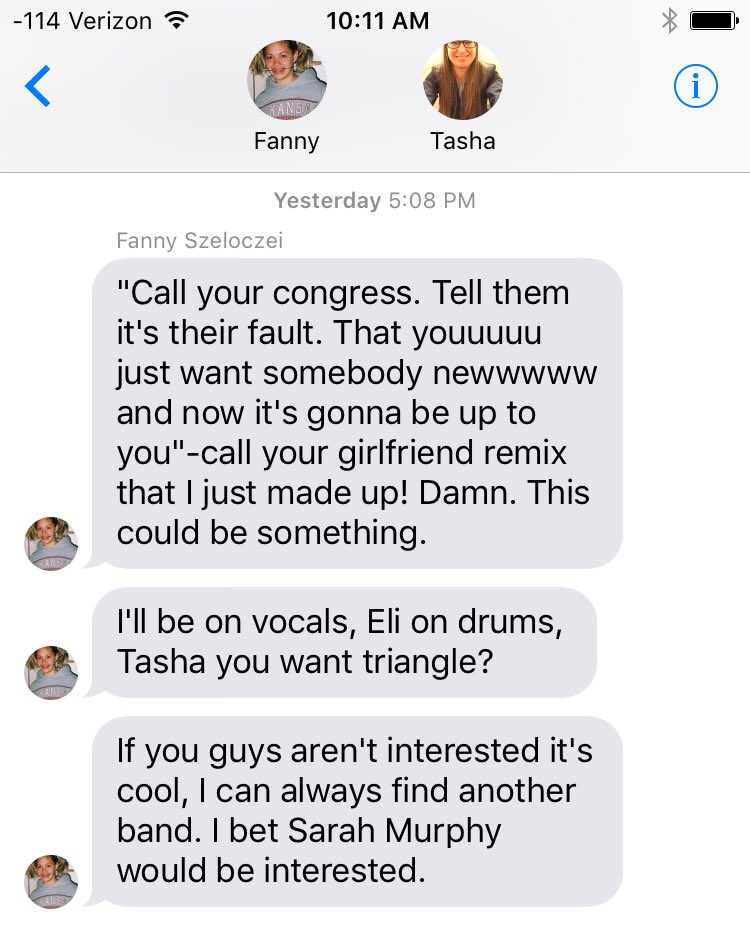 -114 Verizon 10:11 AM
Fanny Tasha
Yesterday 5:08 PM
Fanny Szeloczei
"Call your congress. Tell them
it's their fault. That youuuuu
just want somebody newwwww
and now it's gonna be up to
you"-call your girlfriend remix
that I just made up! Damn. This
could be something.
I'll be on vocals, Eli on drums,
Tasha you want triangle?
If you guys aren't interested it's
cool, I can always find another
band. I bet Sarah Murphy
would be interested.